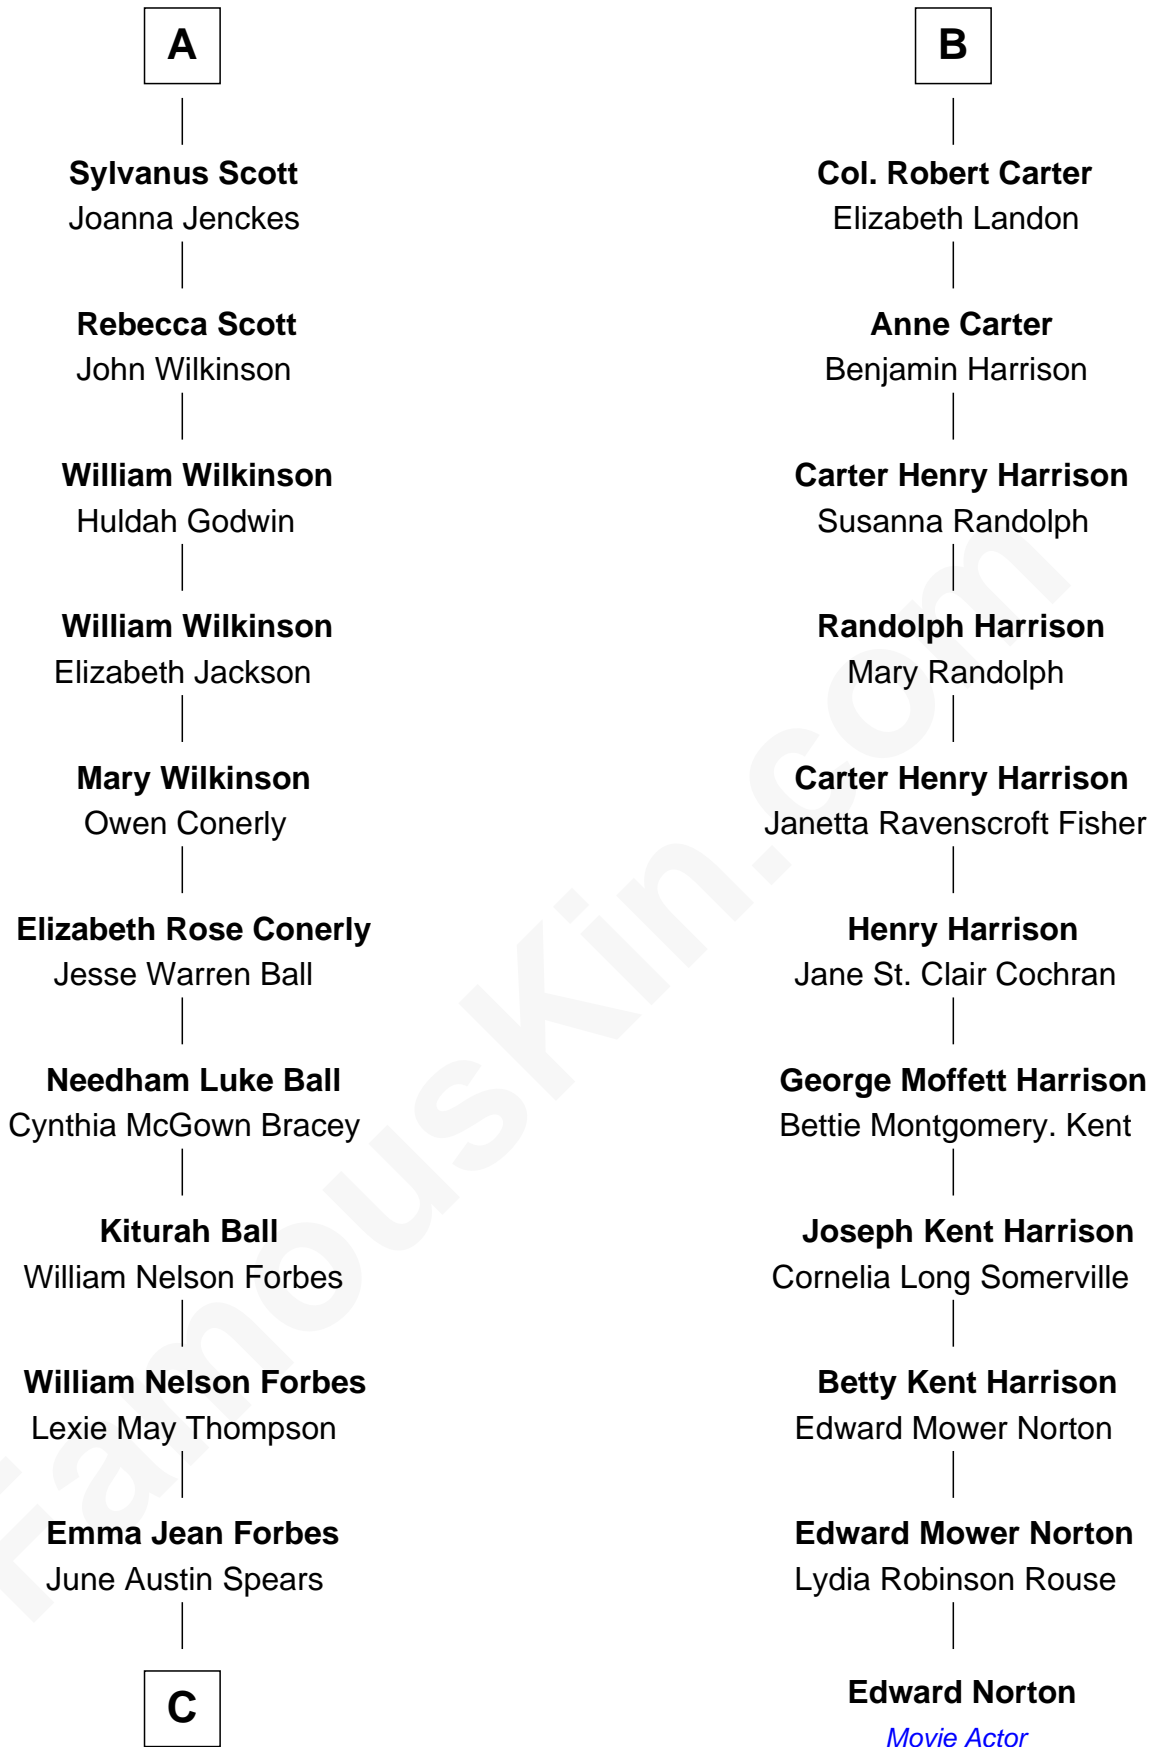 A
Sylvanus Scott
Joanna Jenckes
Rebecca Scott
John Wilkinson
William Wilkinson
Huldah Godwin
William Wilkinson
Elizabeth Jackson
Mary Wilkinson
Owen Conerly
Elizabeth Rose Conerly
Jesse Warren Ball
Needham Luke Ball
Cynthia McGown Bracey
Kiturah Ball
William Nelson Forbes
William Nelson Forbes
Lexie May Thompson
Emma Jean Forbes
June Austin Spears
C
B
Col. Robert Carter
Elizabeth Landon
Anne Carter
Benjamin Harrison
Carter Henry Harrison
Susanna Randolph
Randolph Harrison
Mary Randolph
Carter Henry Harrison
Janetta Ravenscroft Fisher
Henry Harrison
Jane St. Clair Cochran
George Moffett Harrison
Bettie Montgomery. Kent
Joseph Kent Harrison
Cornelia Long Somerville
Betty Kent Harrison
Edward Mower Norton
Edward Mower Norton
Lydia Robinson Rouse
Edward Norton
Movie Actor
FamousKin.com